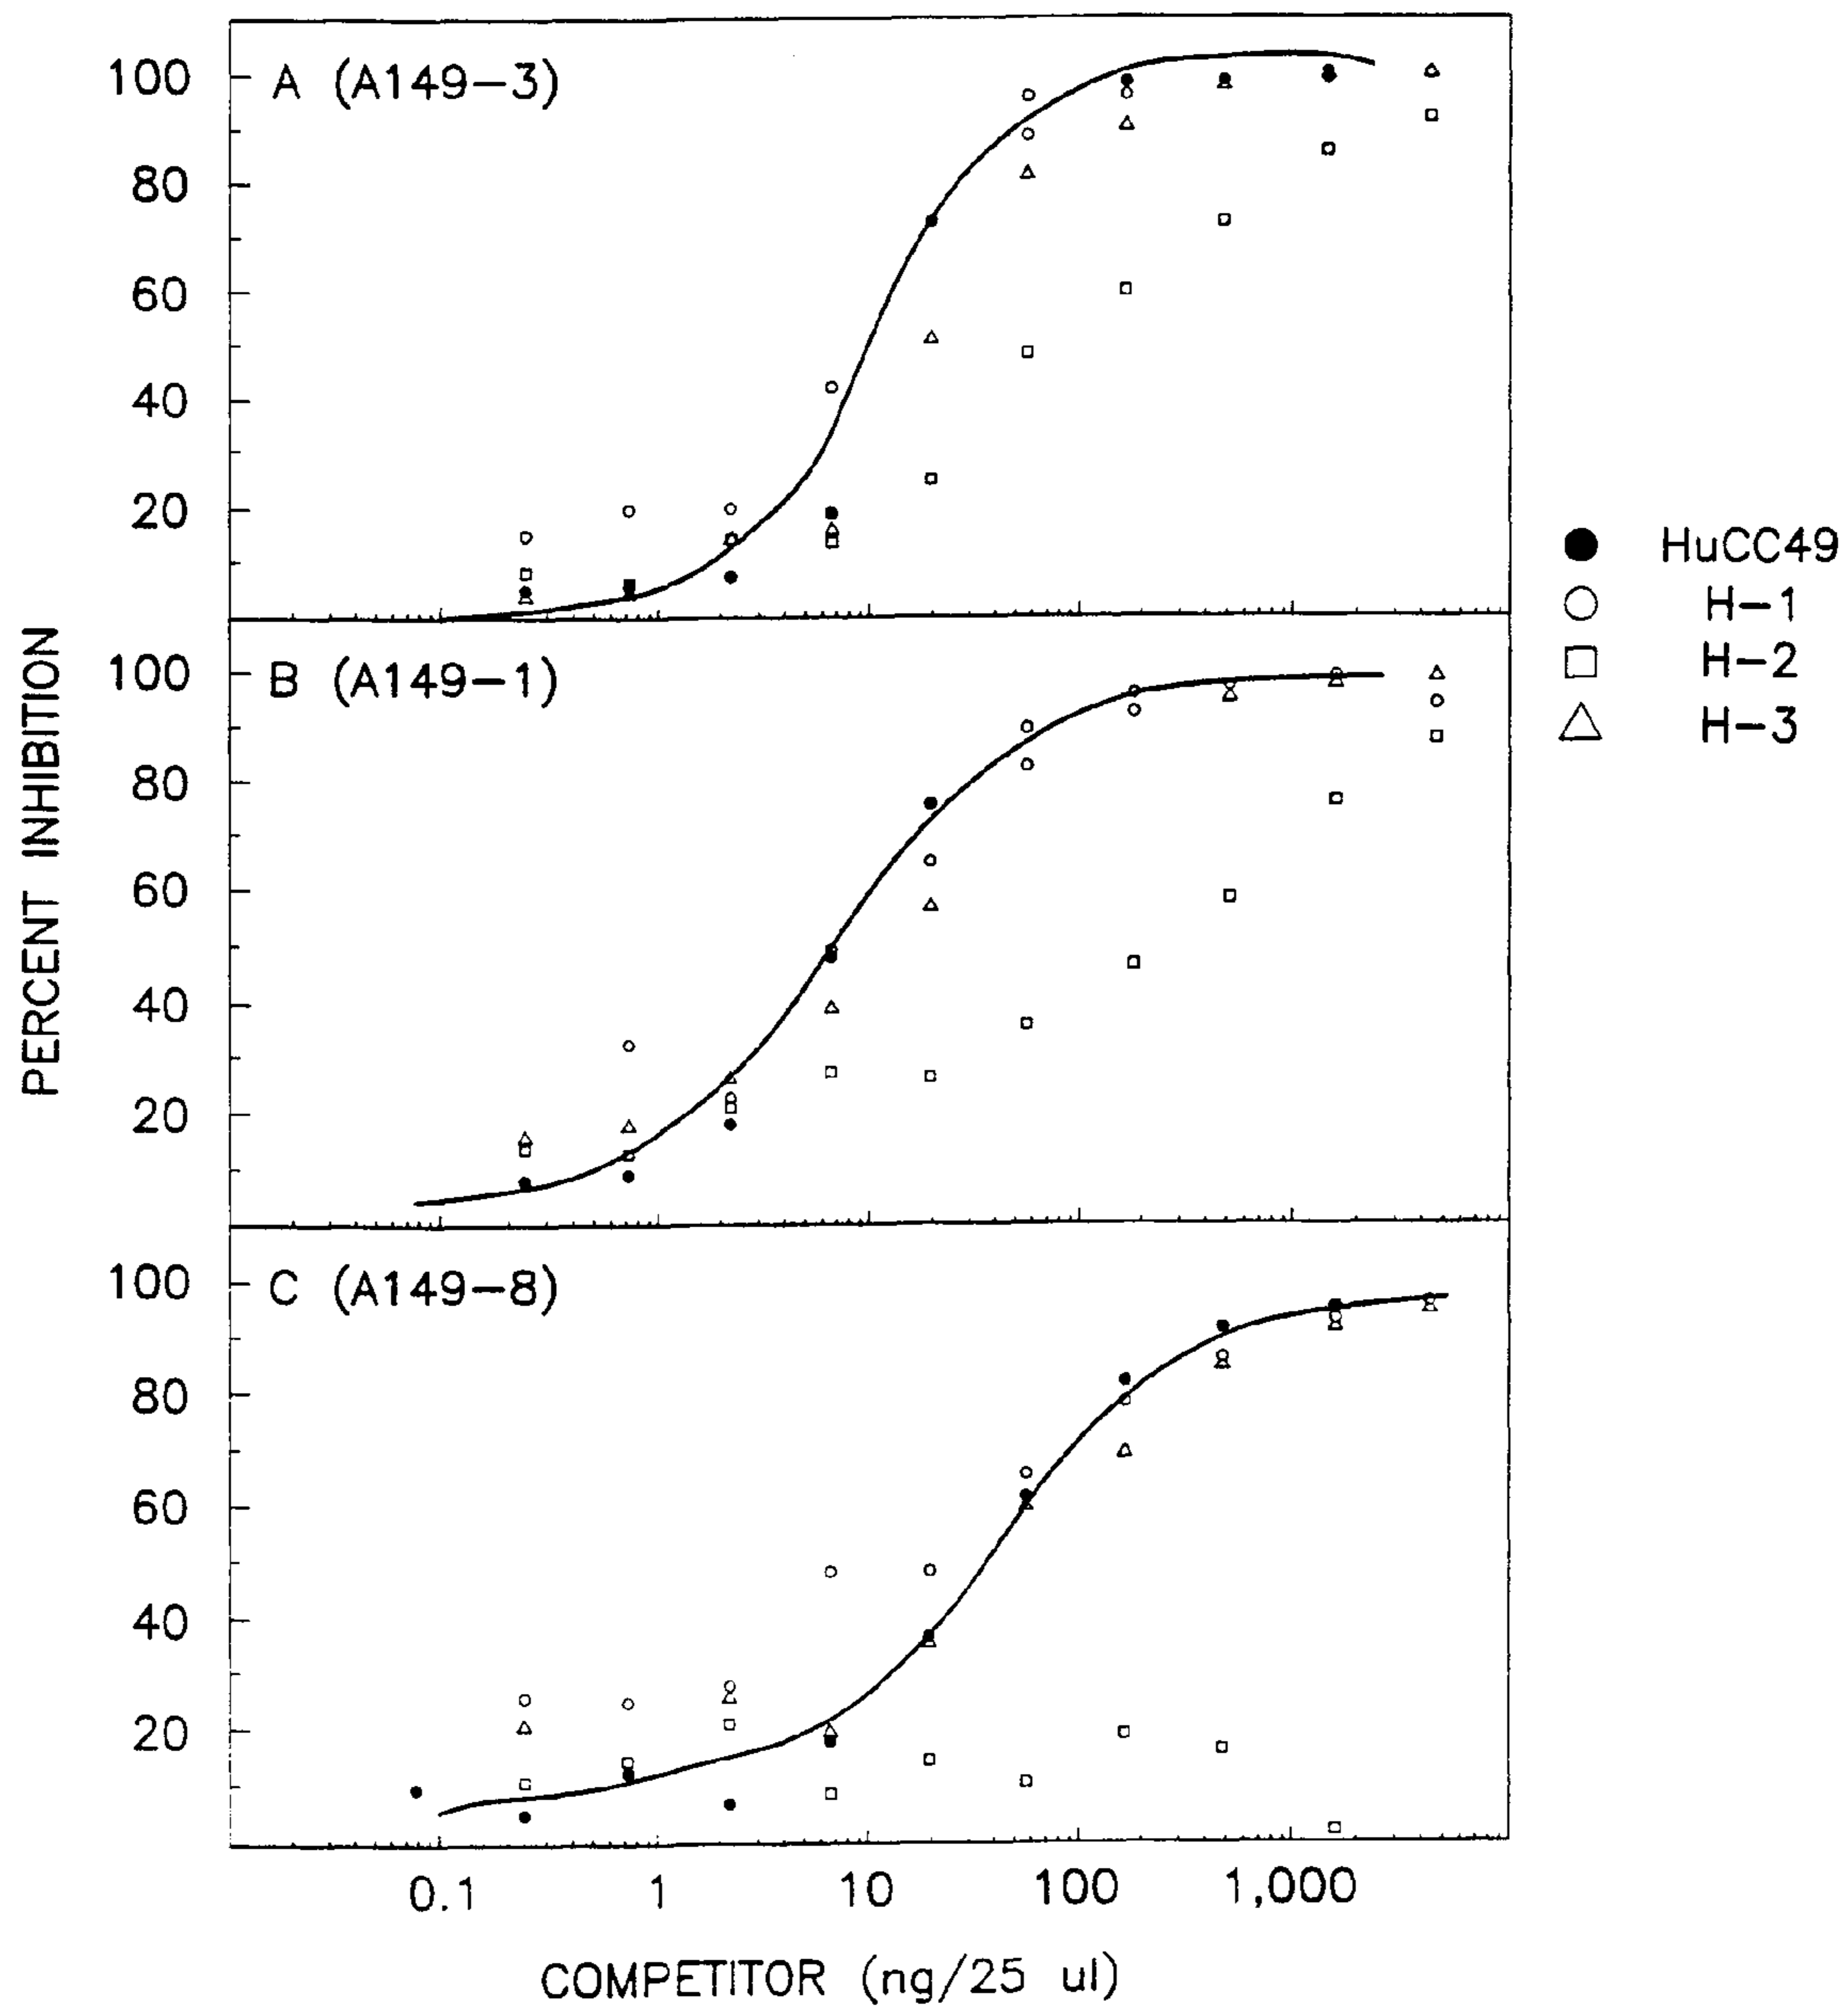 A (A149-3)
100
80
60
40
20
B (A149-1)
100
80
60
40
20
C (A149-8)
100
80
60
40
20
PERCENT INHIBITION
0.1 1 10 100 1,000
COMPETITOR (ng/25 ul)
HuCC49
H-1
H-2
H-3